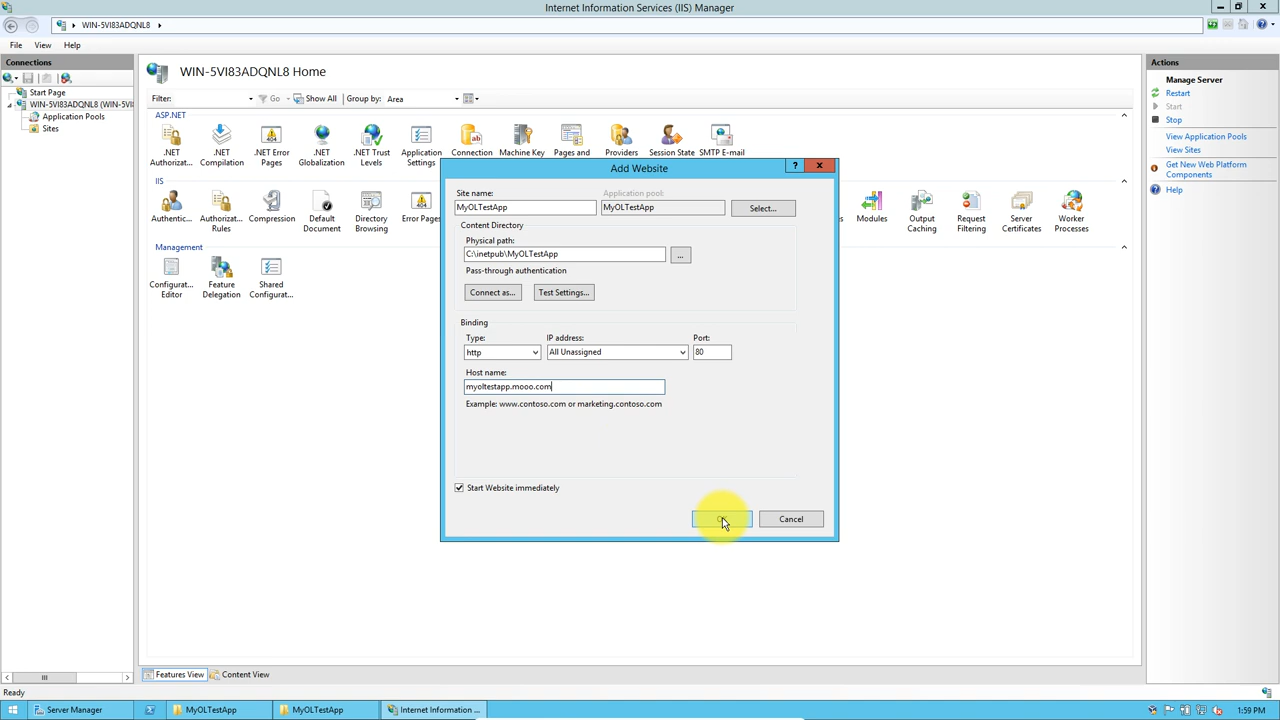 Internet Information Services (IIS) Manager
WIN-5VI83ADQNL8
File View Help
Connections
Start Page
WIN-5VI83ADQNL8 (WIN-5VI
Application Pools
Sites
WIN-5VI83ADQNL8 Home
Filter: Go Show All Group by: Area
ASP.NET
.NET Authorizat...
.NET Compilation
.NET Error Pages
.NET Globalization
.NET Trust Levels
Application Settings
Connection
Machine Key
Pages and
Providers
Session State
SMTP E-mail
IIS
Authentic...
Authorizat... Rules
Compression
Default Document
Directory Browsing
Error Pages
Modules
Output Caching
Request Filtering
Server Certificates
Worker Processes
Management
Configurat... Editor
Feature Delegation
Shared Configurat...
Add Website
Site name:
Application pool:
MyOLTestApp
MyOLTestApp
Select...
Content Directory
Physical path:
C:\inetpub\MyOLTestApp
...
Pass-through authentication
Connect as...
Test Settings...
Binding
Type:
IP address:
Port:
http
All Unassigned
80
Host name:
myoltestapp.mooo.com
Example: www.contoso.com or marketing.contoso.com
Start Website immediately
Cancel
Actions
Manage Server
Restart
Start
Stop
View Application Pools
View Sites
Get New Web Platform
Components
Help
Features View
Content View
Ready
Server Manager
MyOLTestApp
MyOLTestApp
Internet Information ...
1:59 PM